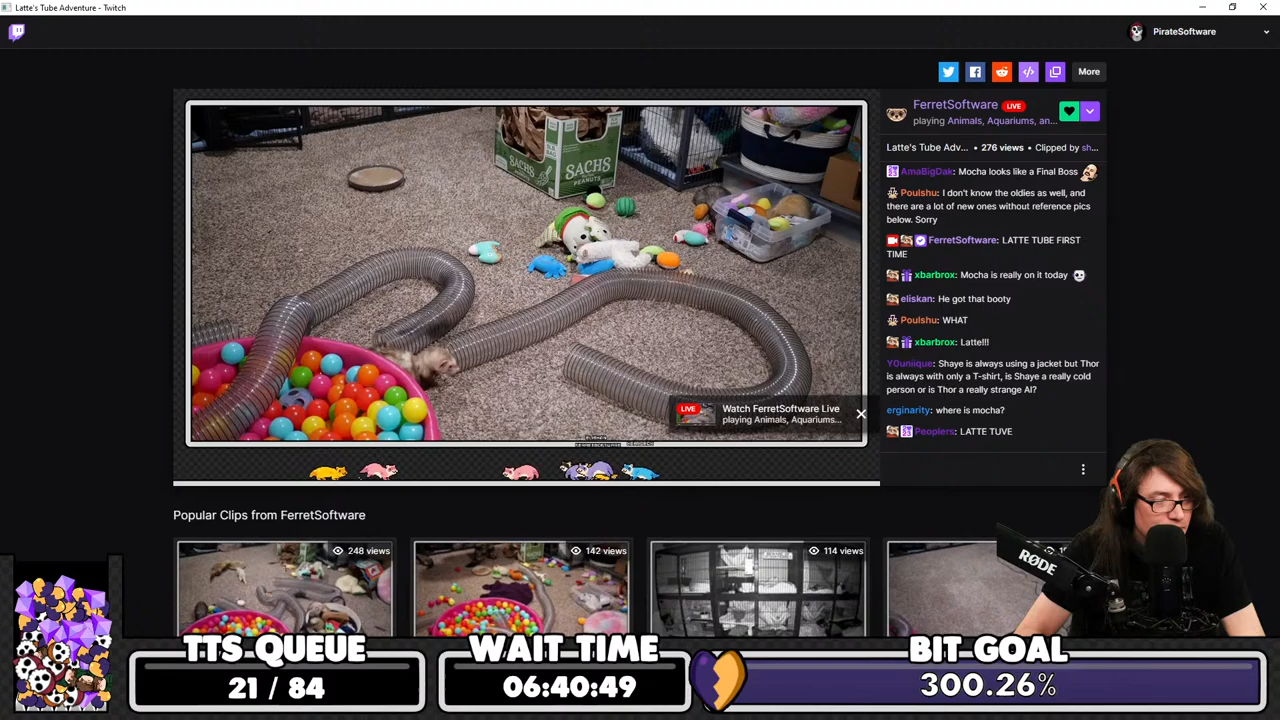 Latte's Tube Adventure - Twitch
PirateSoftware
More
SACHS
PEANUTS
SACHS
PEANUTS
LIVE
Watch FerretSoftware Live
playing Animals, Aquariums...
FerretSoftware LIVE
playing Animals, Aquariums, an...
Latte's Tube Adv... • 276 views • Clipped by sh...
AmaBigDak: Mocha looks like a Final Boss
Poulshu: I don't know the oldies as well, and
there are a lot of new ones without reference pics
below. Sorry
FerretSoftware: LATTE TUBE FIRST
TIME
xbarbrox: Mocha is really on it today
eliskan: He got that booty
Poulshu: WHAT
xbarbrox: Latte!!!
Y0uniique: Shaye is always using a jacket but Thor
is always with only a T-shirt, is Shaye a really cold
person or is Thor a really strange AI?
erginarity: where is mocha?
Peoplers: LATTE TUVE
Popular Clips from FerretSoftware
248 views
142 views
114 views
RØDE
TTS QUEUE
21 / 84
WAIT TIME
06:40:49
BIT GOAL
300.26%